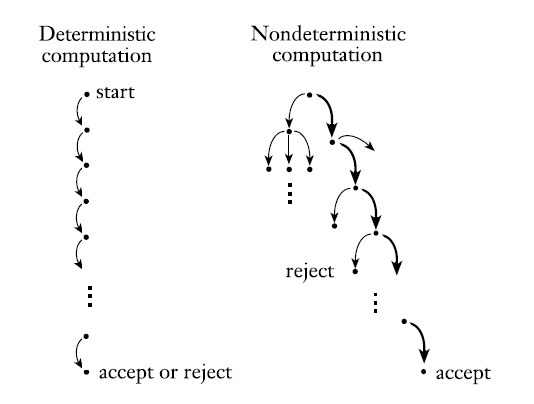 Deterministic
computation
Nondeterministic
computation
start
reject
accept or reject
accept